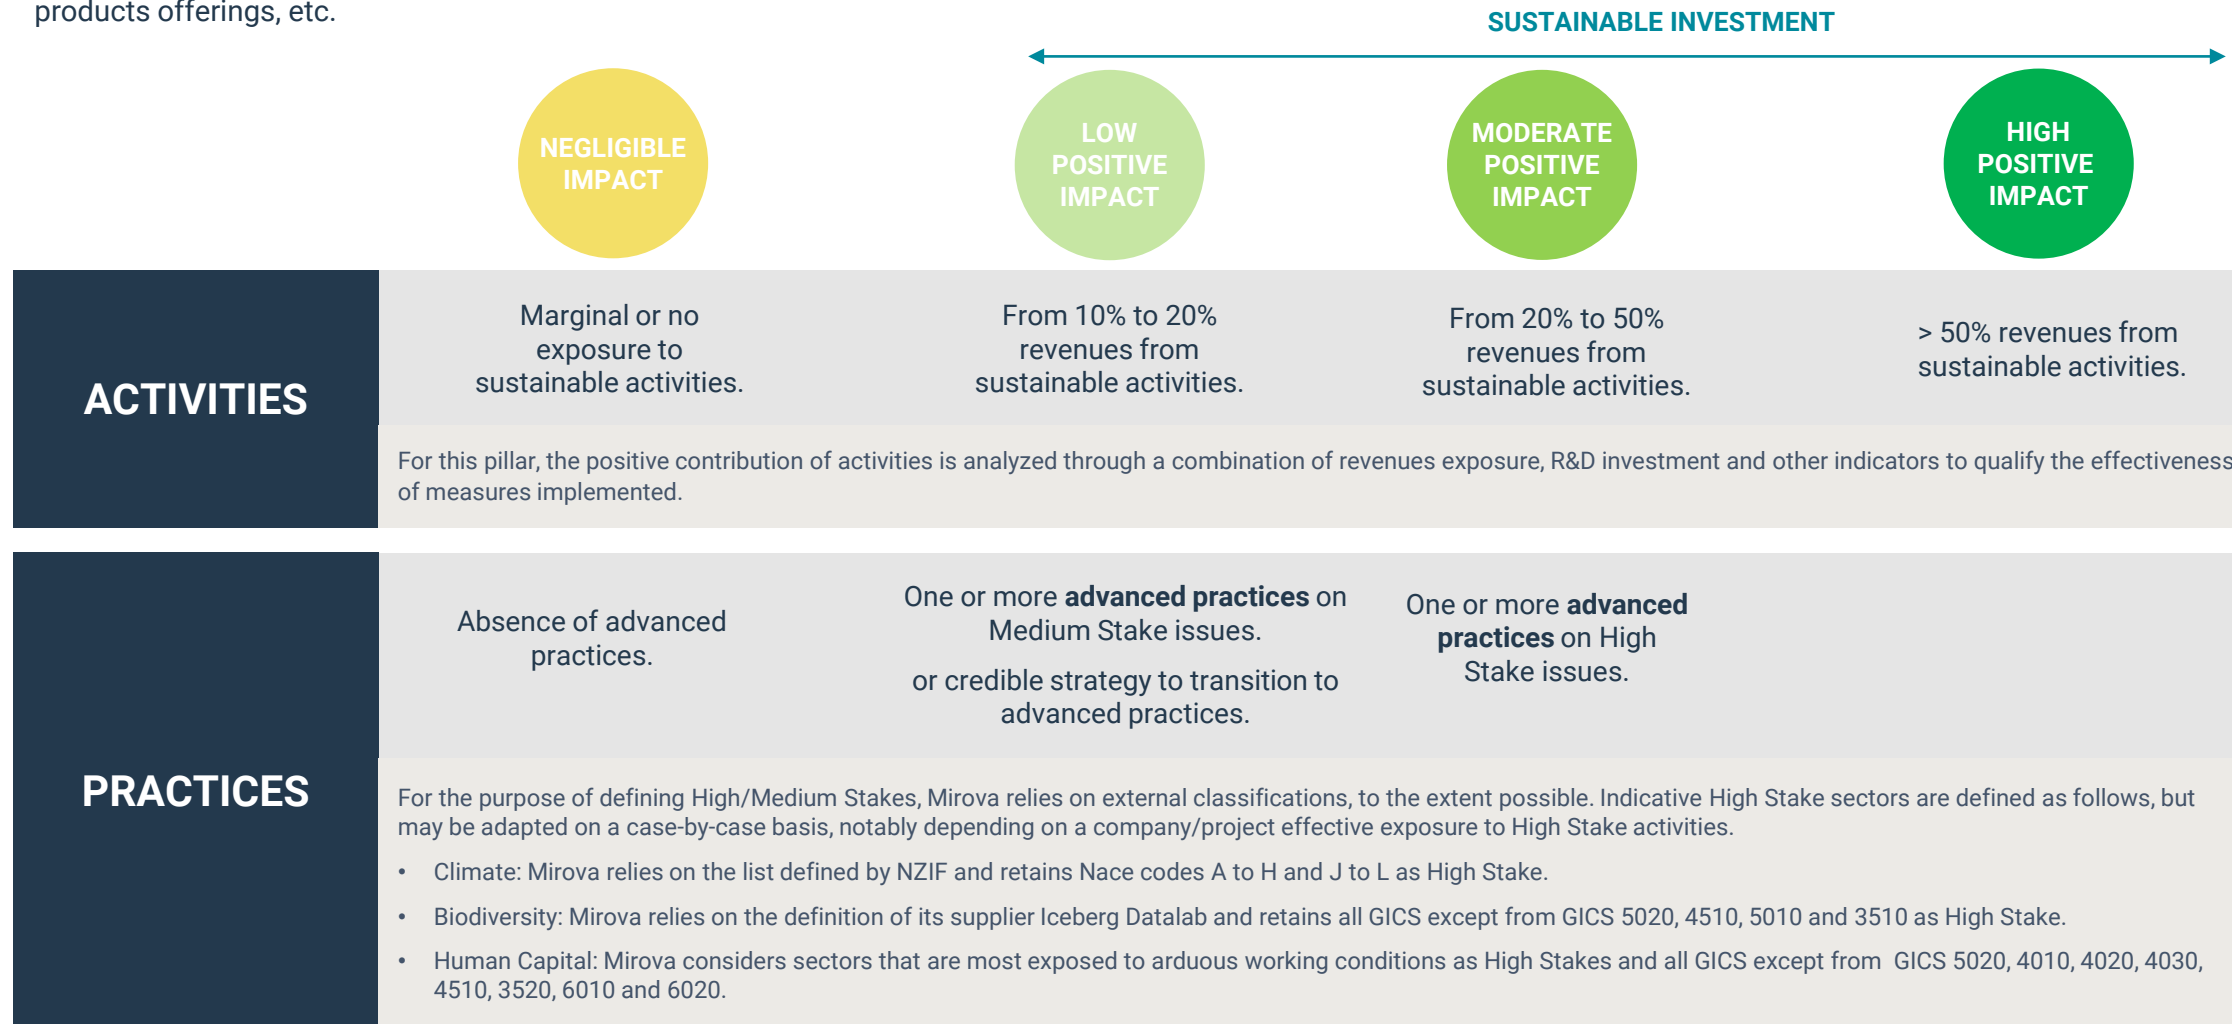 products offerings, etc.
SUSTAINABLE INVESTMENT
NEGLIGIBLE
IMPACT
LOW
POSITIVE
IMPACT
MODERATE
POSITIVE
IMPACT
HIGH
POSITIVE
IMPACT
ACTIVITIES
Marginal or no
exposure to
sustainable activities.
From 10% to 20%
revenues from
sustainable activities.
From 20% to 50%
revenues from
sustainable activities.
> 50% revenues from
sustainable activities.
For this pillar, the positive contribution of activities is analyzed through a combination of revenues exposure, R&D investment and other indicators to qualify the effectiveness
of measures implemented.
PRACTICES
Absence of advanced
practices.
One or more advanced practices on
Medium Stake issues.
or credible strategy to transition to
advanced practices.
One or more advanced
practices on High
Stake issues.
For the purpose of defining High/Medium Stakes, Mirova relies on external classifications, to the extent possible. Indicative High Stake sectors are defined as follows, but
may be adapted on a case-by-case basis, notably depending on a company/project effective exposure to High Stake activities.
• Climate: Mirova relies on the list defined by NZIF and retains Nace codes A to H and J to L as High Stake.
• Biodiversity: Mirova relies on the definition of its supplier Iceberg Datalab and retains all GICS except from GICS 5020, 4510, 5010 and 3510 as High Stake.
• Human Capital: Mirova considers sectors that are most exposed to arduous working conditions as High Stakes and all GICS except from  GICS 5020, 4010, 4020, 4030,
4510, 3520, 6010 and 6020.